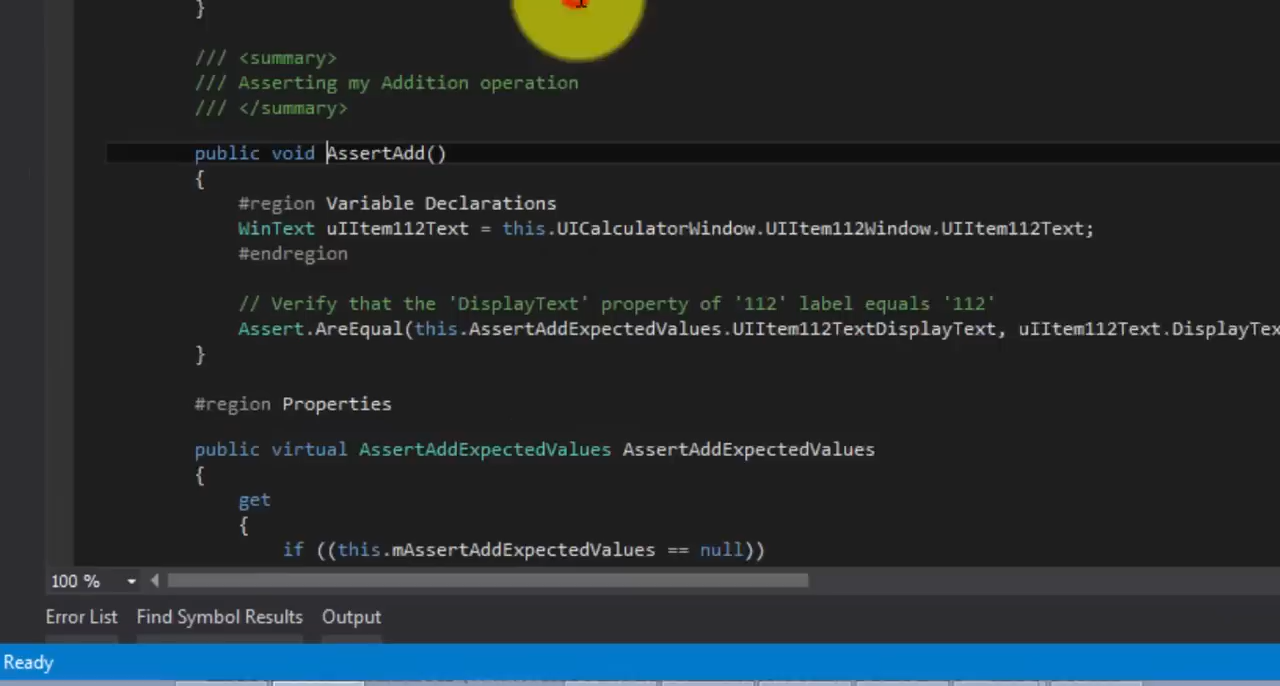 }
/// <summary>
/// Asserting my Addition operation
/// </summary>
public void AssertAdd()
{
#region Variable Declarations
WinText uIItem112Text = this.UICalculatorWindow.UIItem112Window.UIItem112Text;
#endregion
// Verify that the 'DisplayText' property of '112' label equals '112'
Assert.AreEqual(this.AssertAddExpectedValues.UIItem112TextDisplayText, uIItem112Text.DisplayTex
}
#region Properties
public virtual AssertAddExpectedValues AssertAddExpectedValues
{
get
{
if ((this.mAssertAddExpectedValues == null))
100 %
Error List Find Symbol Results Output
Ready